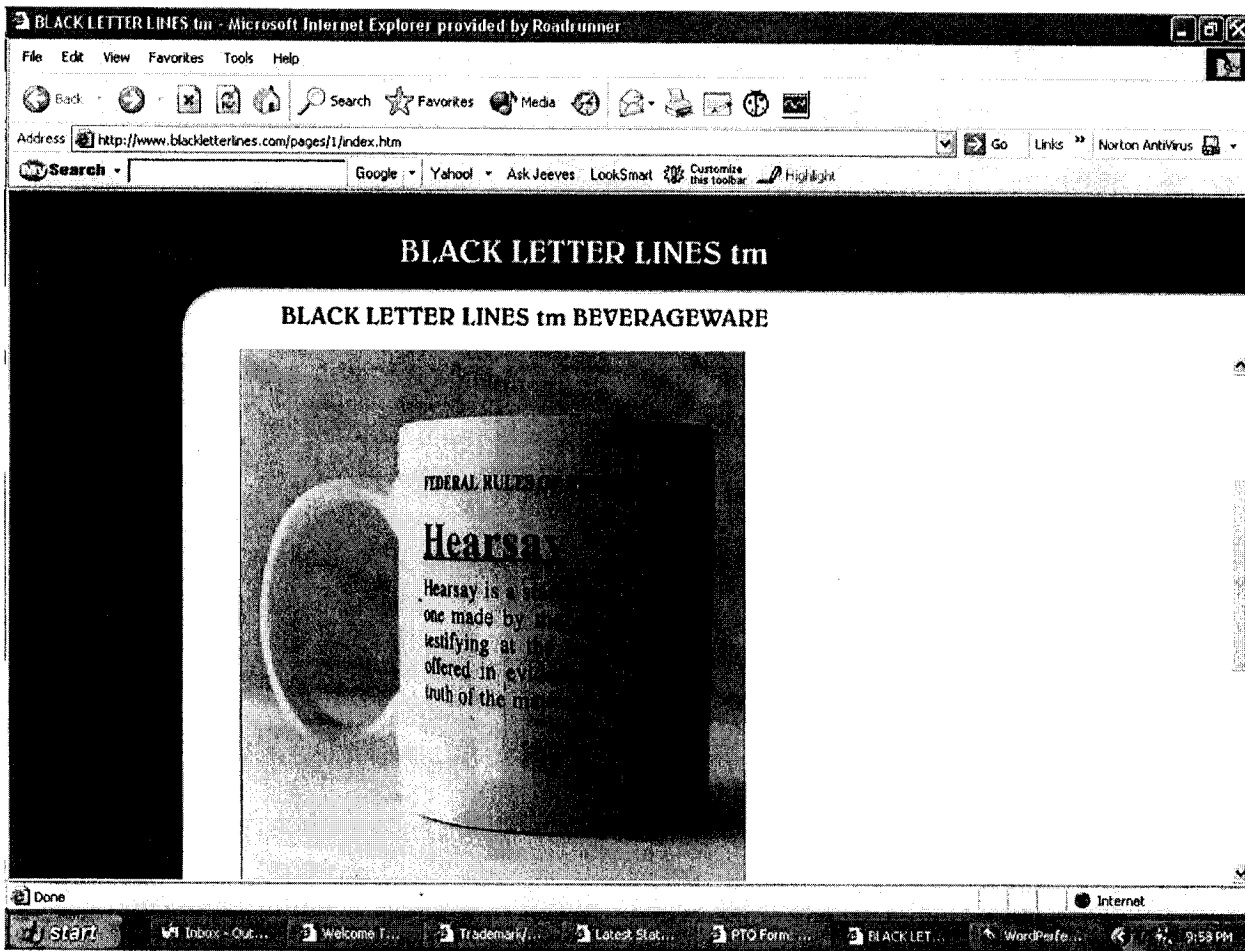 BLACK LETTER LINES tm - Microsoft Internet Explorer provided by Roadrunner
File Edit View Favorites Tools Help
Back Search Favorites Media
Address http://www.blackletterlines.com/pages/1/index.htm Go Links » Norton AntiVirus
Search Google Yahoo! Ask Jeeves LookSmart Customize this toolbar Highlight
BLACK LETTER LINES tm
BLACK LETTER LINES tm BEVERAGEWARE
FEDERAL RULES
Hearsay
Hearsay is a
one made by
testifying at
offered in
truth of the
Done Internet
start Inbox - Out... Welcome T... Trademark/... Latest Stat... PTO Form ... BLACK LET... WordPerfe... 9:53 PM